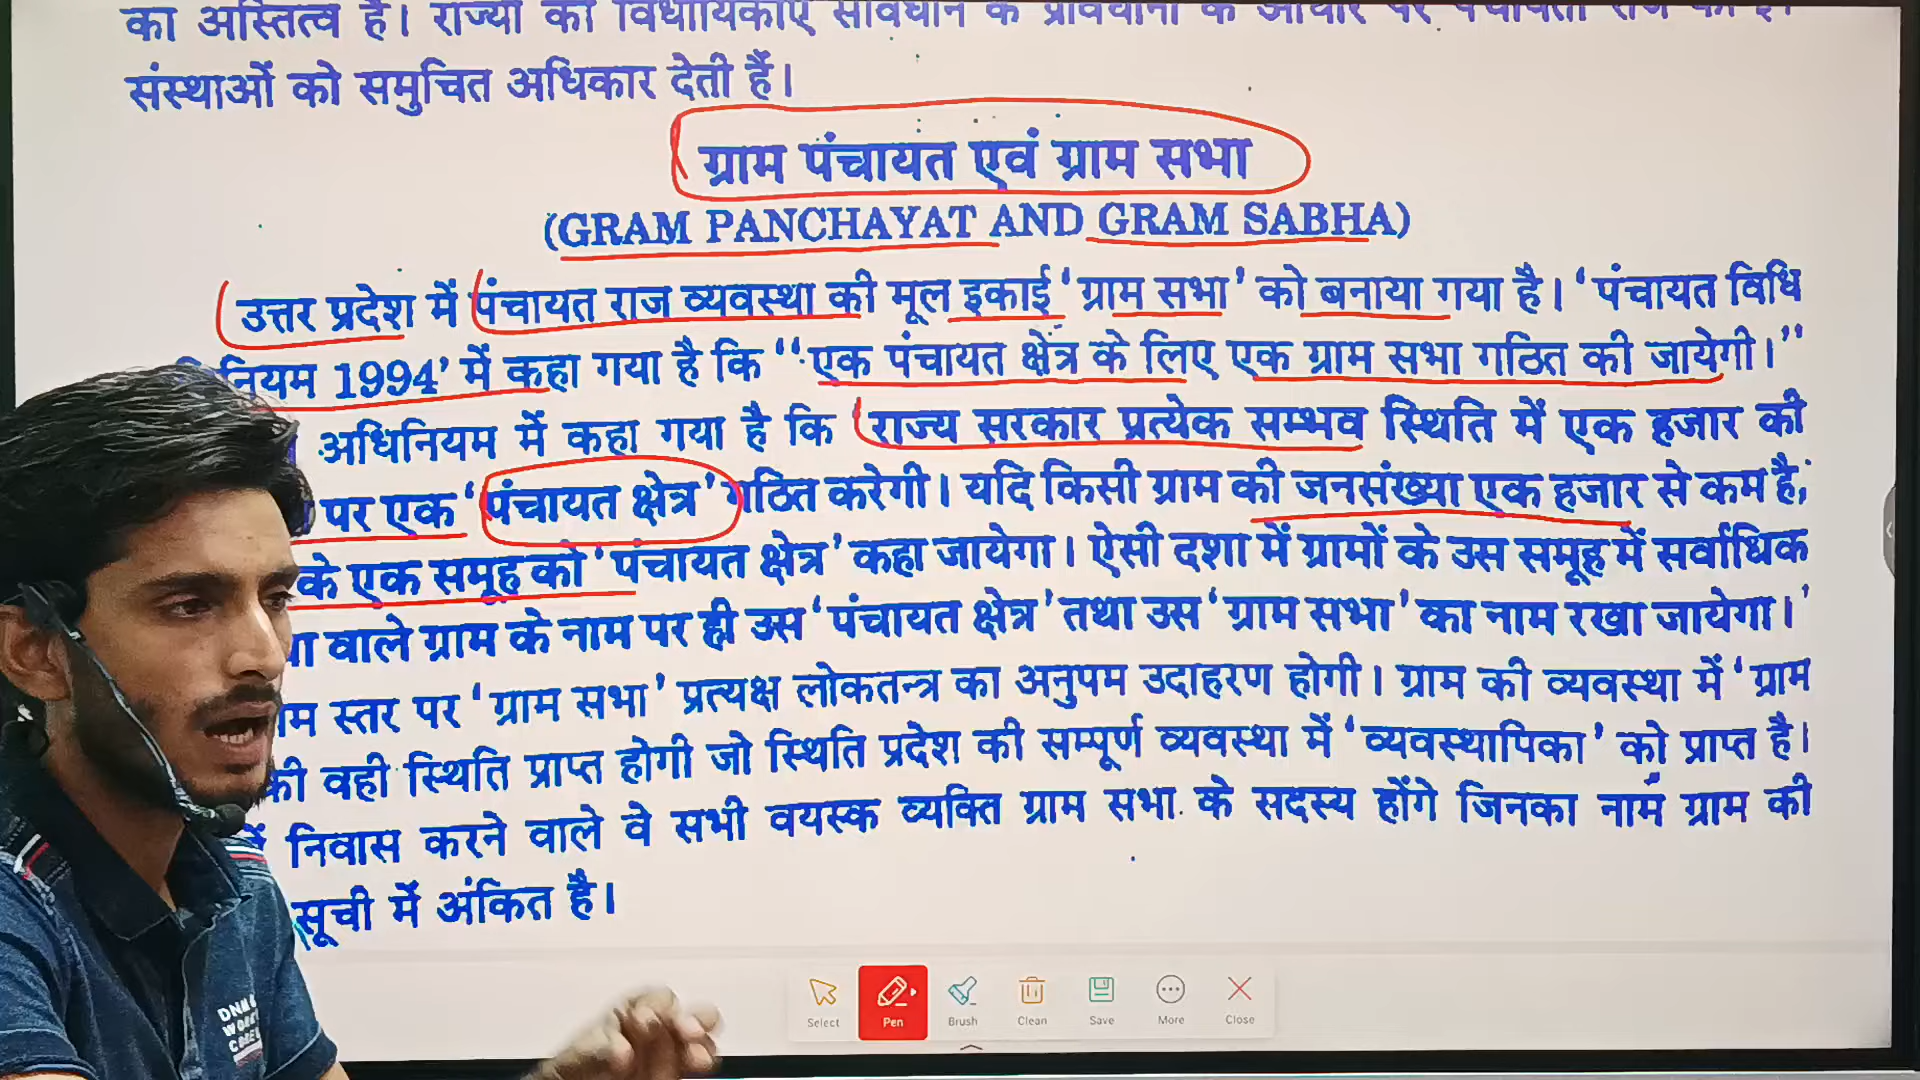 का अस्तित्व है। राज्यों की विधायिकाएँ संविधान के प्रावधानों के आधार पर पंचायती राज की
संस्थाओं को समुचित अधिकार देती हैं।
ग्राम पंचायत एवं ग्राम सभा
(GRAM PANCHAYAT AND GRAM SABHA)
उत्तर प्रदेश में पंचायत राज व्यवस्था की मूल इकाई ‘ग्राम सभा’ को बनाया गया है। ‘पंचायत विधि
नियम 1994’ में कहा गया है कि “एक पंचायत क्षेत्र के लिए एक ग्राम सभा गठित की जायेगी।”
अधिनियम में कहा गया है कि ‘राज्य सरकार प्रत्येक सम्भव स्थिति में एक हजार की
पर एक ‘पंचायत क्षेत्र’ गठित करेगी। यदि किसी ग्राम की जनसंख्या एक हजार से कम है;
के एक समूह को ‘पंचायत क्षेत्र’ कहा जायेगा। ऐसी दशा में ग्रामों के उस समूह में सर्वाधिक
वाले ग्राम के नाम पर ही उस ‘पंचायत क्षेत्र’ तथा उस ‘ग्राम सभा’ का नाम रखा जायेगा।’
स्तर पर ‘ग्राम सभा’ प्रत्यक्ष लोकतन्त्र का अनुपम उदाहरण होगी। ग्राम की व्यवस्था में ‘ग्राम
की वही स्थिति प्राप्त होगी जो स्थिति प्रदेश की सम्पूर्ण व्यवस्था में ‘व्यवस्थापिका’ को प्राप्त है।
में निवास करने वाले वे सभी वयस्क व्यक्ति ग्राम सभा के सदस्य होंगे जिनका नाम ग्राम की
सूची में अंकित है।
Select Pen Brush Clean Save More Close